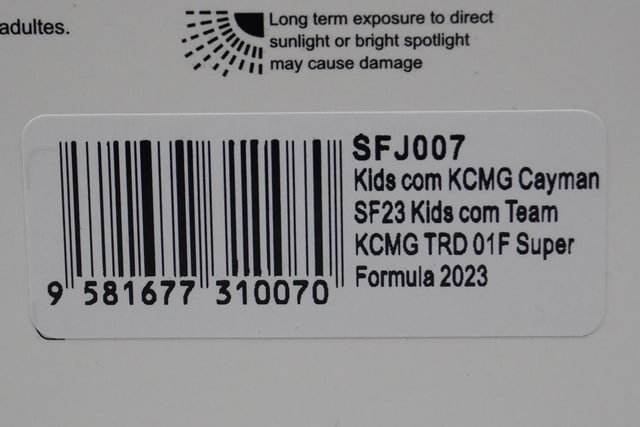 adultes.
Long term exposure to direct
sunlight or bright spotlight
may cause damage
SFJ007
Kids com KCMG Cayman
SF23 Kids com Team
KCMG TRD 01F Super
Formula 2023
9 581677 310070